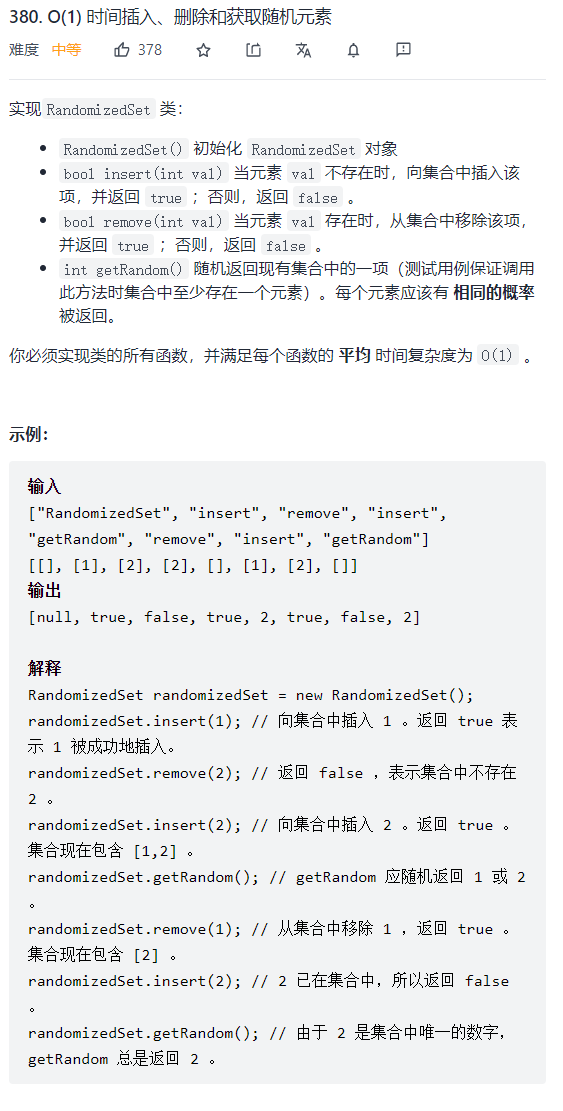 380. O(1) 时间插入、删除和获取随机元素
难度 中等 378
实现 RandomizedSet 类：
RandomizedSet() 初始化 RandomizedSet 对象
bool insert(int val) 当元素 val 不存在时，向集合中插入该
项，并返回 true ；否则，返回 false 。
bool remove(int val) 当元素 val 存在时，从集合中移除该项，
并返回 true ；否则，返回 false 。
int getRandom() 随机返回现有集合中的一项（测试用例保证调用
此方法时集合中至少存在一个元素）。每个元素应该有 相同的概率
被返回。
你必须实现类的所有函数，并满足每个函数的 平均 时间复杂度为 O(1) 。
示例：
输入
["RandomizedSet", "insert", "remove", "insert",
"getRandom", "remove", "insert", "getRandom"]
[[], [1], [2], [2], [], [1], [2], []]
输出
[null, true, false, true, 2, true, false, 2]
解释
RandomizedSet randomizedSet = new RandomizedSet();
randomizedSet.insert(1); // 向集合中插入 1 。返回 true 表
示 1 被成功地插入。
randomizedSet.remove(2); // 返回 false ，表示集合中不存在
2 。
randomizedSet.insert(2); // 向集合中插入 2 。返回 true 。
集合现在包含 [1,2] 。
randomizedSet.getRandom(); // getRandom 应随机返回 1 或 2
。
randomizedSet.remove(1); // 从集合中移除 1 ，返回 true 。
集合现在包含 [2] 。
randomizedSet.insert(2); // 2 已在集合中，所以返回 false
。
randomizedSet.getRandom(); // 由于 2 是集合中唯一的数字，
getRandom 总是返回 2 。